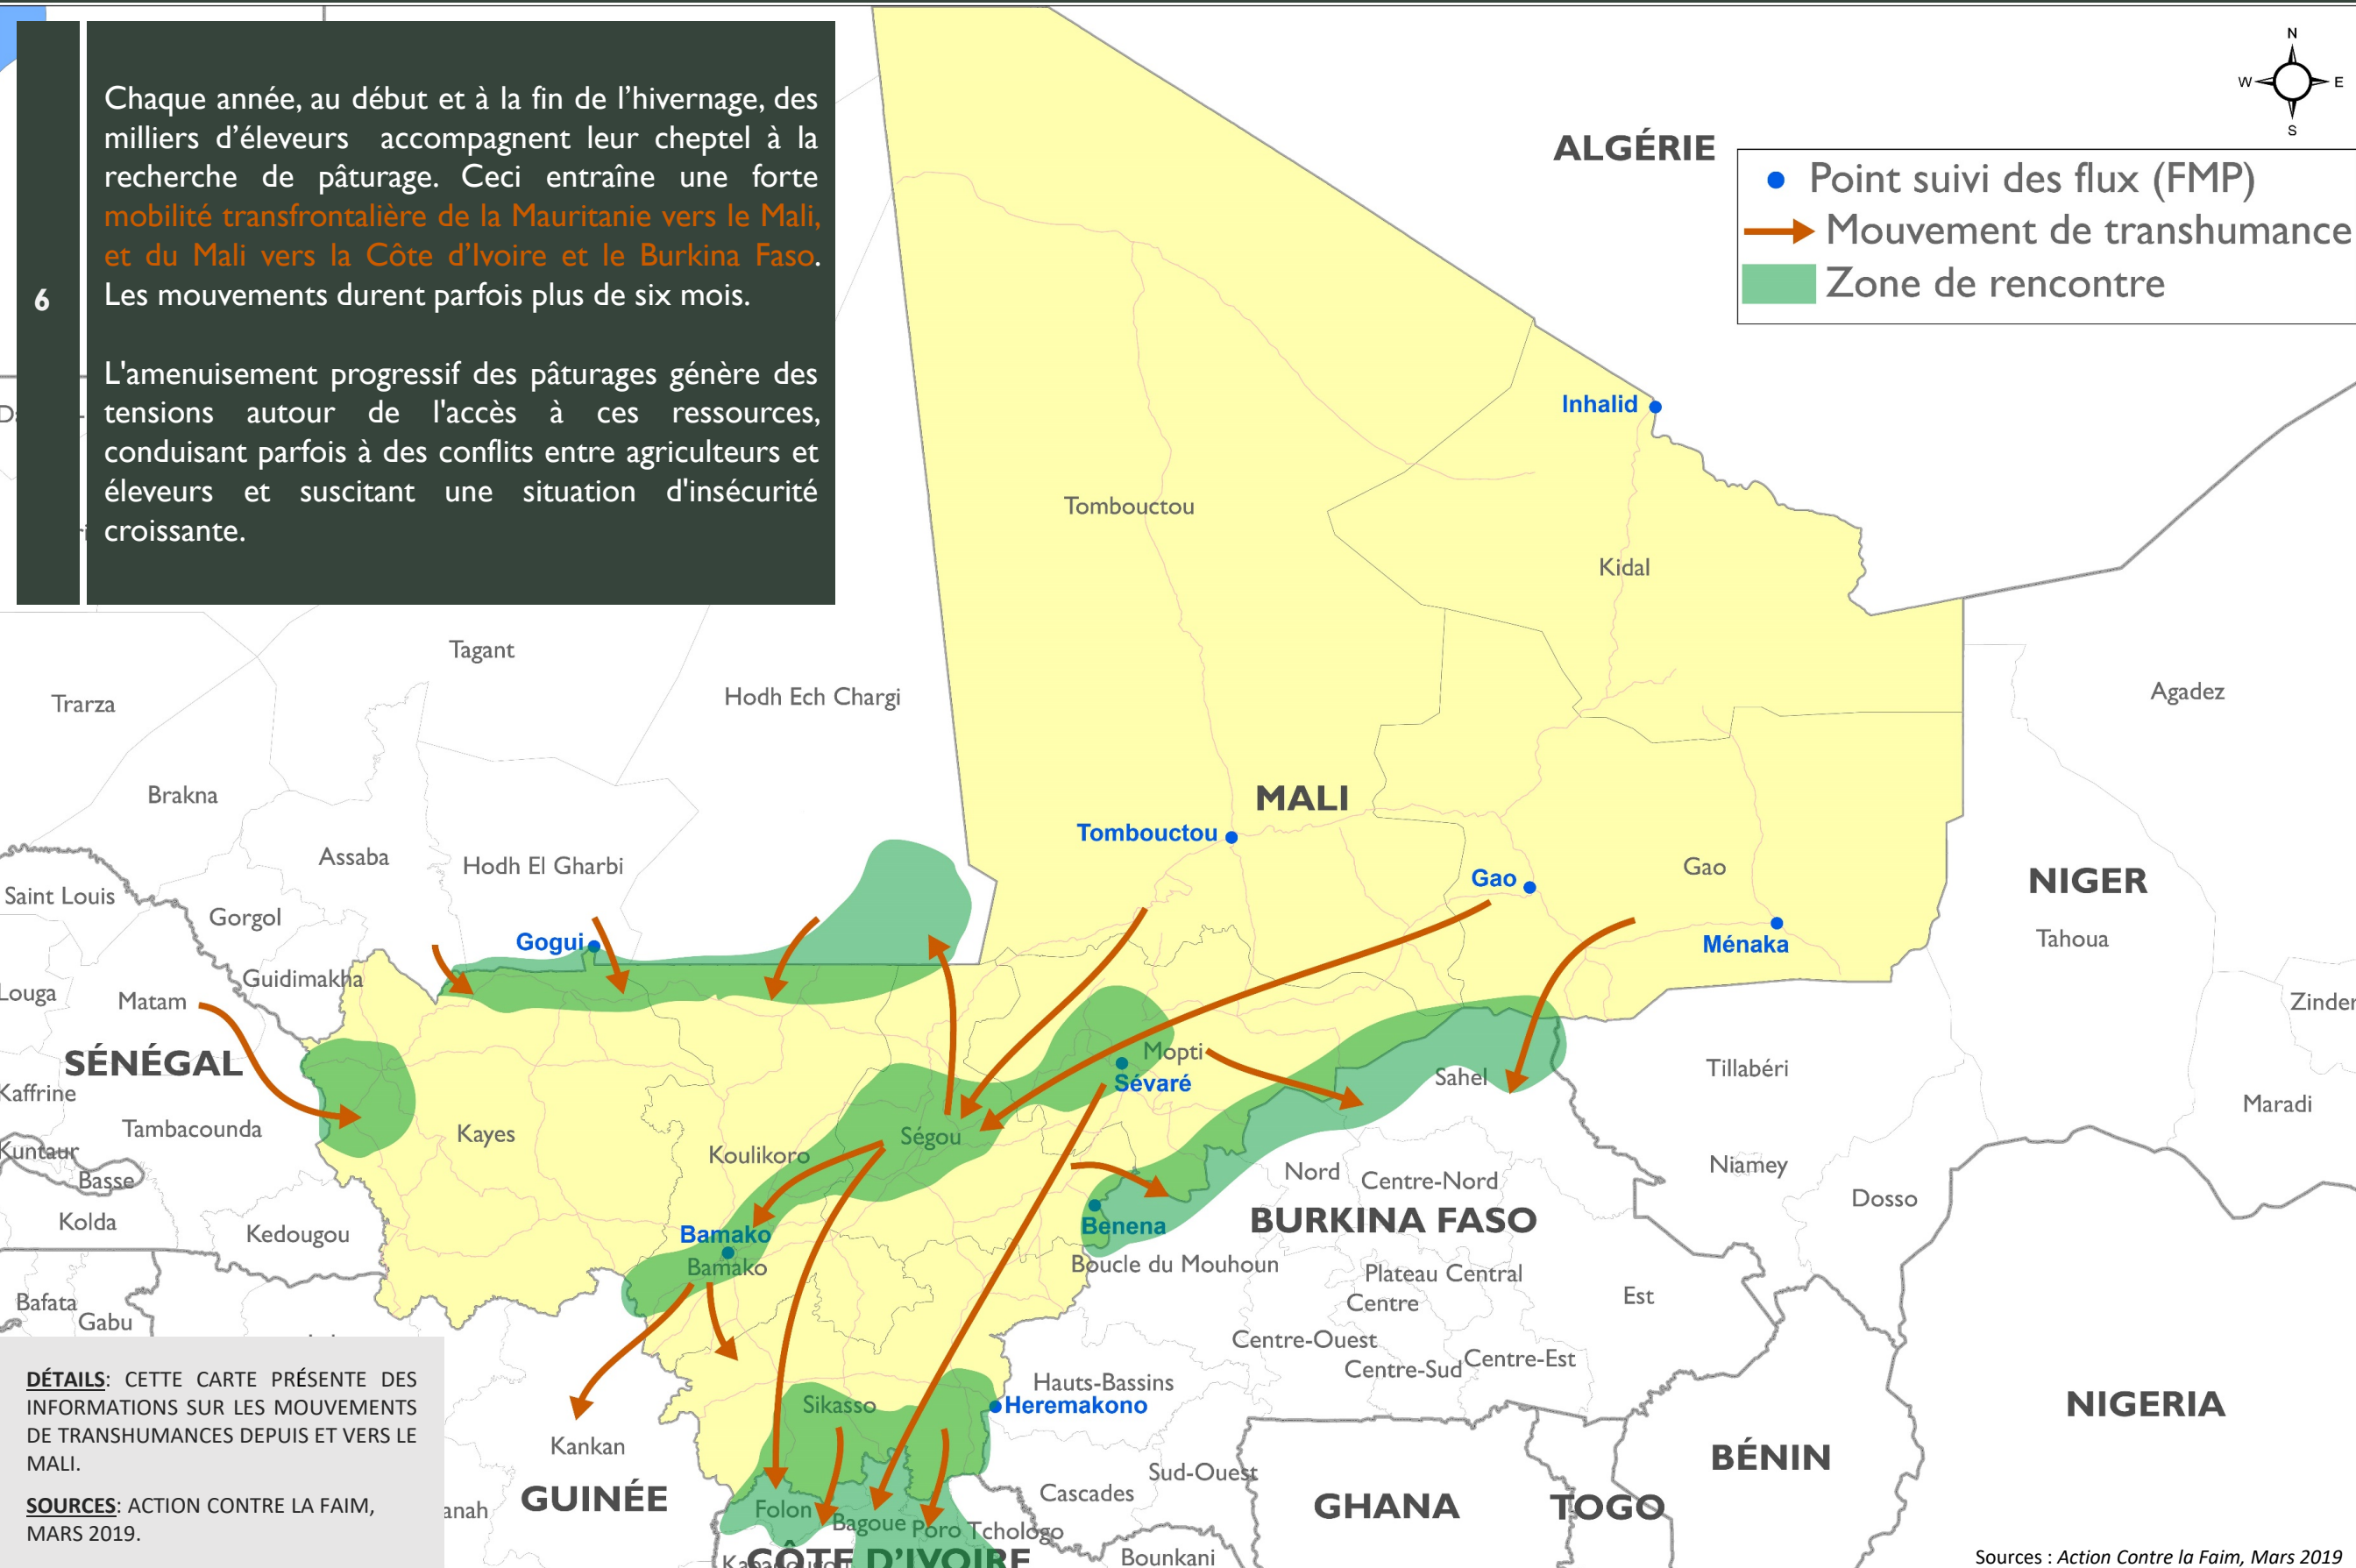 Chaque année, au début et à la fin de l’hivernage, des
milliers d’éleveurs accompagnent leur cheptel à la
recherche de pâturage. Ceci entraîne une forte
mobilité transfrontalière de la Mauritanie vers le Mali,
et du Mali vers la Côte d’Ivoire et le Burkina Faso.
Les mouvements durent parfois plus de six mois.
6
L'amenuisement progressif des pâturages génère des
tensions autour de l'accès à ces ressources,
conduisant parfois à des conflits entre agriculteurs et
éleveurs et suscitant une situation d'insécurité
croissante.
N
W
E
S
ALGÉRIE
Point suivi des flux (FMP)
Mouvement de transhumance
Zone de rencontre
Inhalid
Tombouctou
Kidal
Tagant
Hodh Ech Chargi
Trarza
Agadez
Brakna
MALI
Tombouctou
Assaba
Hodh El Gharbi
Gao
Gao
NIGER
Saint Louis
Gorgol
Gogui
Ménaka
Tahoua
Guidimakha
Louga
Matam
Zinder
SÉNÉGAL
Mopti
Sévaré
Sahel
Tillabéri
Kaffrine
Maradi
Tambacounda
Kayes
Ségou
Koulikoro
Kuntaur
Basse
Nord
Centre-Nord
Niamey
Dosso
Kolda
Kedougou
Bamako
Bamako
Benena
BURKINA FASO
Boucle du Mouhoun
Plateau Central
Centre
Est
Bafata
Gabu
Centre-Ouest
Centre-Sud
Centre-Est
Hauts-Bassins
Heremakono
Sikasso
NIGERIA
Kankan
GUINÉE
BÉNIN
Sud-Ouest
Cascades
GHANA
TOGO
anah
Folon
Bagoue
Poro
Tchologo
CÔTE D’IVOIRE
Bounkani
DÉTAILS: CETTE CARTE PRÉSENTE DES
INFORMATIONS SUR LES MOUVEMENTS
DE TRANSHUMANCES DEPUIS ET VERS LE
MALI.
SOURCES: ACTION CONTRE LA FAIM,
MARS 2019.
Sources : Action Contre la Faim, Mars 2019